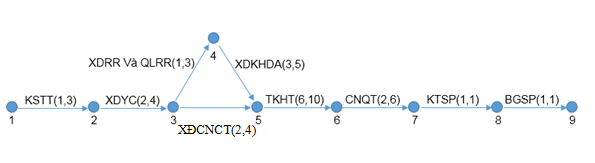 XDRR Và QLRR(1,3)
4
XDKHDA(3,5)
KSTT(1,3)
XDYC(2,4)
TKHT(6,10)
CNQT(2,6)
KTSP(1,1)
BGSP(1,1)
1
2
3
5
6
7
8
9
XĐCNCT(2,4)